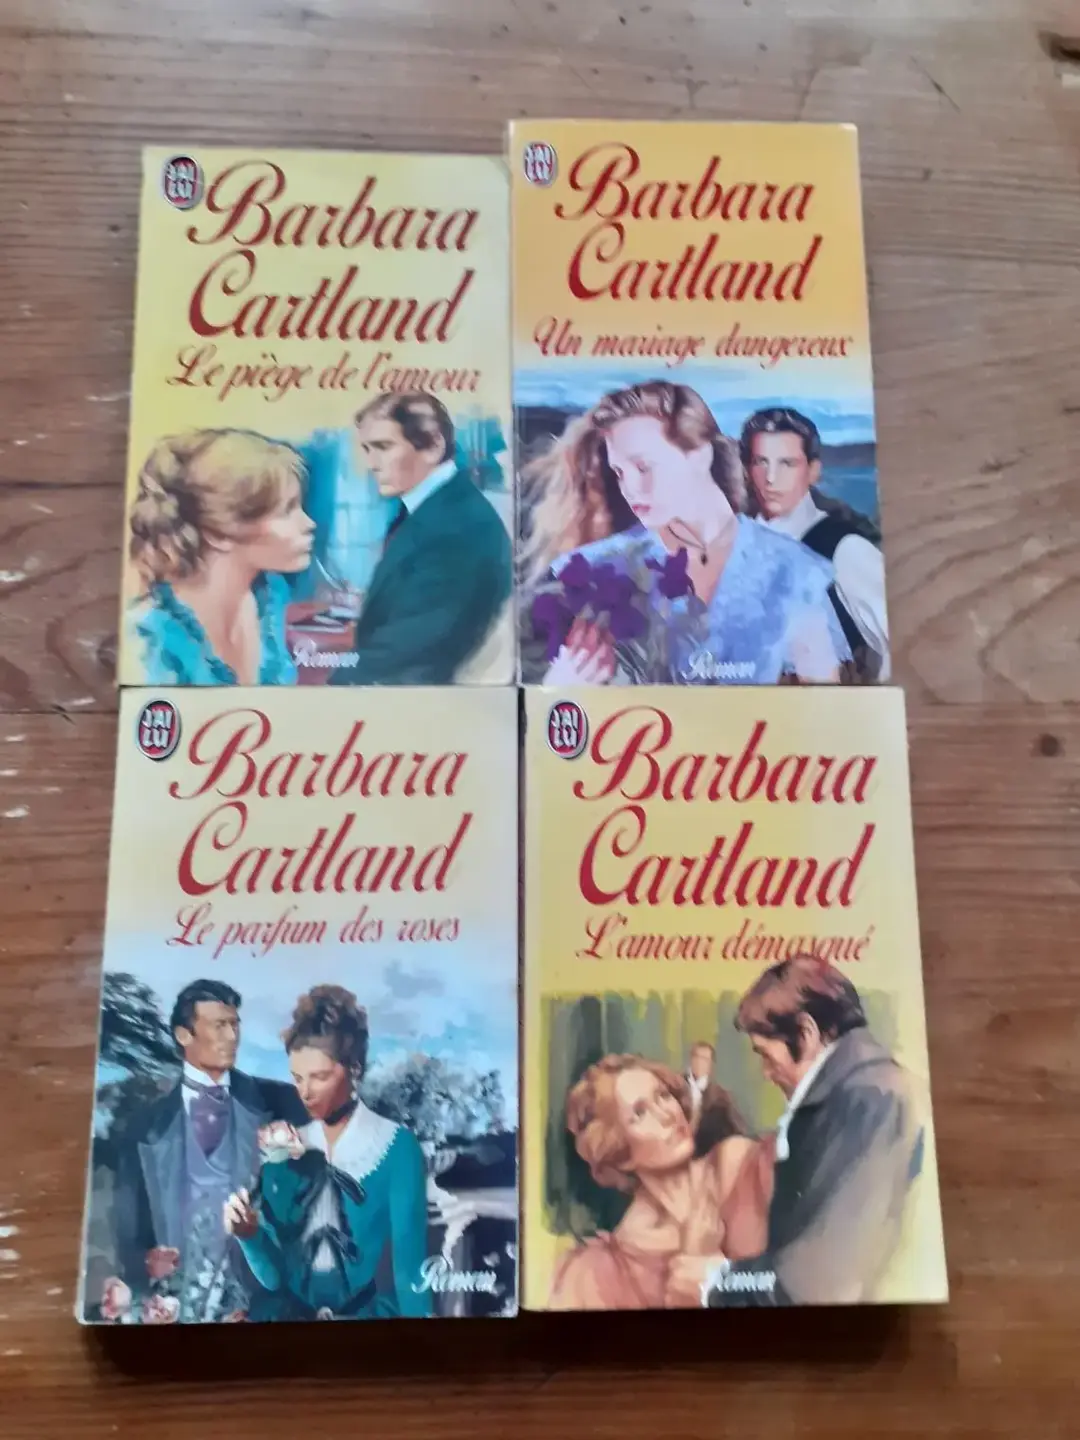 J'AI
LU
Barbara
Cartland
Le piège de l'amour
Roman
J'AI
LU
Barbara
Cartland
Un mariage dangereux
Roman
J'AI
LU
Barbara
Cartland
Le parfum des roses
Roman
J'AI
LU
Barbara
Cartland
L'amour démasqué
Roman